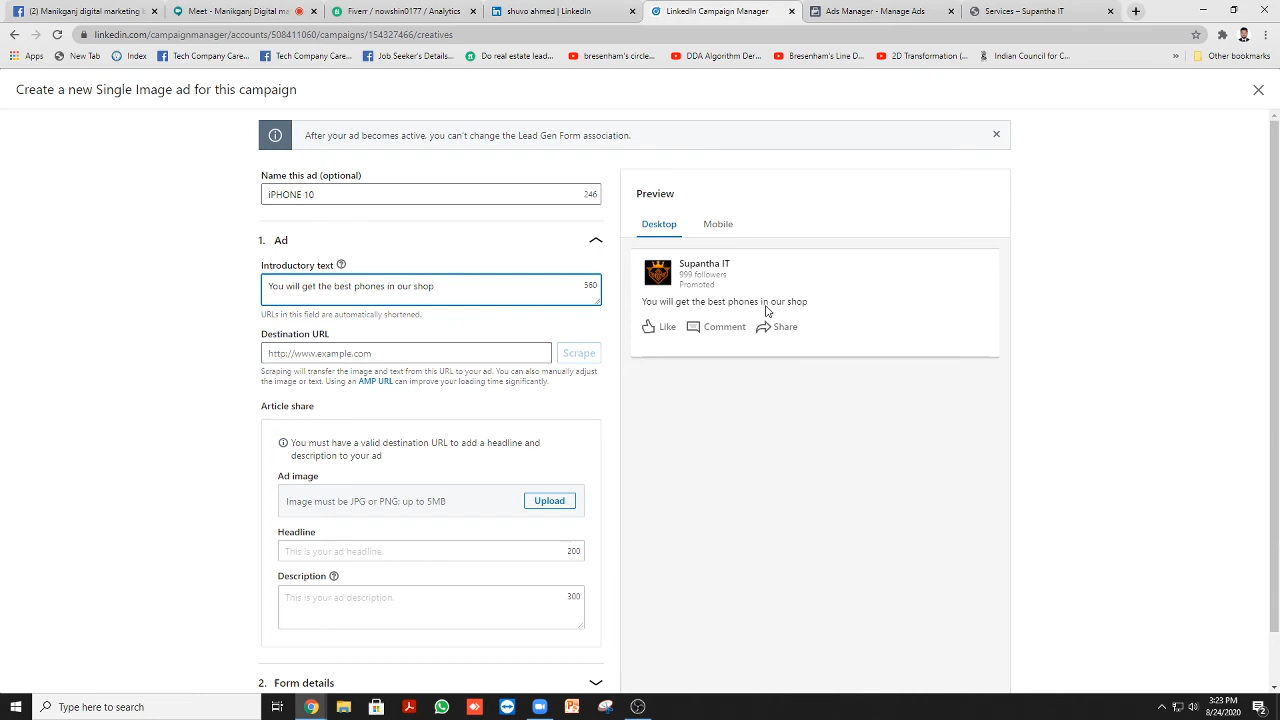 (2) Manikganj digital marketing b
Meet - Manikganj Digital ma
Fiverr / nowshin0177 / Analytics
shuvo ahmed | LinkedIn
LinkedIn Campaign Manager
Ads Manager - Manage Ads
Services – Supantha IT
linkedin.com/campaignmanager/accounts/508411060/campaigns/154327466/creatives
Apps
New Tab
Index
Tech Company Care...
Tech Company Care...
Job Seeker's Details...
Do real estate lead...
bresenham's circle...
DDA Algorithm Der...
Bresenham's Line D...
2D Transformation (...
Indian Council for C...
»
Other bookmarks
Create a new Single Image ad for this campaign
After your ad becomes active, you can't change the Lead Gen Form association.
Name this ad (optional)
iPHONE 10
246
1. Ad
Introductory text
You will get the best phones in our shop
560
URLs in this field are automatically shortened.
Destination URL
http://www.example.com
Scrape
Scraping will transfer the image and text from this URL to your ad. You can also manually adjust
the image or text. Using an AMP URL can improve your loading time significantly.
Article share
You must have a valid destination URL to add a headline and
description to your ad
Ad image
Image must be JPG or PNG; up to 5MB
Upload
Headline
This is your ad headline.
200
Description
This is your ad description.
300
2. Form details
Preview
Desktop
Mobile
Supantha IT
999 followers
Promoted
You will get the best phones in our shop
Like
Comment
Share
Type here to search
3:23 PM
8/24/2020